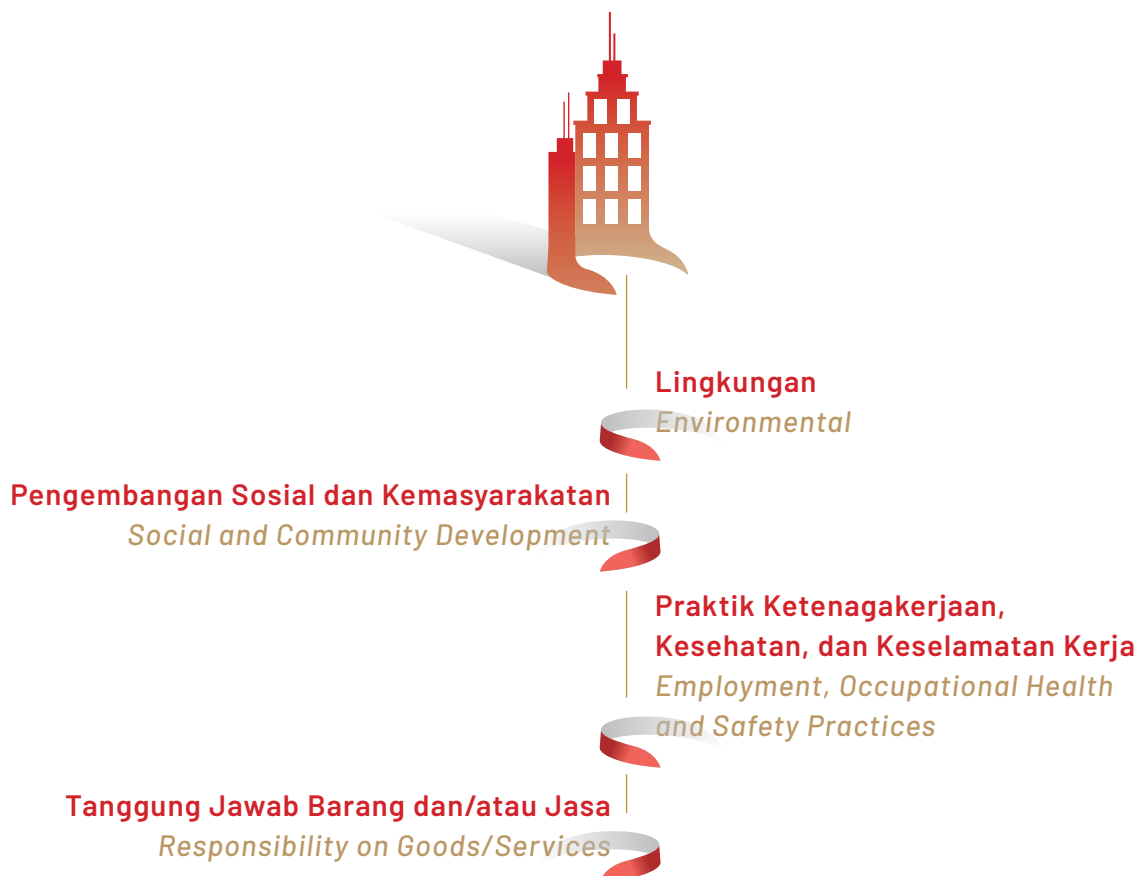 Lingkungan
Environmental
Pengembangan Sosial dan Kemasyarakatan
Social and Community Development
Praktik Ketenagakerjaan,
Kesehatan, dan Keselamatan Kerja
Employment, Occupational Health
and Safety Practices
Tanggung Jawab Barang dan/atau Jasa
Responsibility on Goods/Services